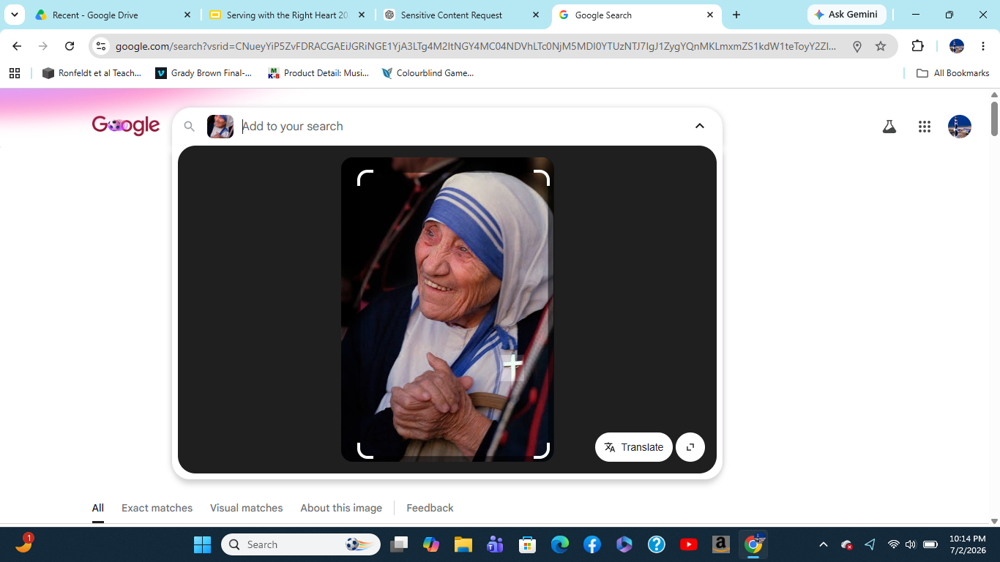 Recent - Google Drive
Serving with the Right Heart 20
Sensitive Content Request
Google Search
Ask Gemini
google.com/search?vsrid=CNueyYiP5ZvFDRACGAEiJGRiNGE1YjA3LTg4M2ItNGY4MC04NDVhLTc0NjM5MDI0YTUzNTJ7IgJ1ZygYQnMKLmxmZS1kdW1teToyY2Zl...
Ronfeldt et al Teach...
Grady Brown Final-...
Product Detail: Musi...
Colourblind Game...
All Bookmarks
Google
Add to your search
Translate
All
Exact matches
Visual matches
About this image
Feedback
1
Search
10:14 PM
7/2/2026